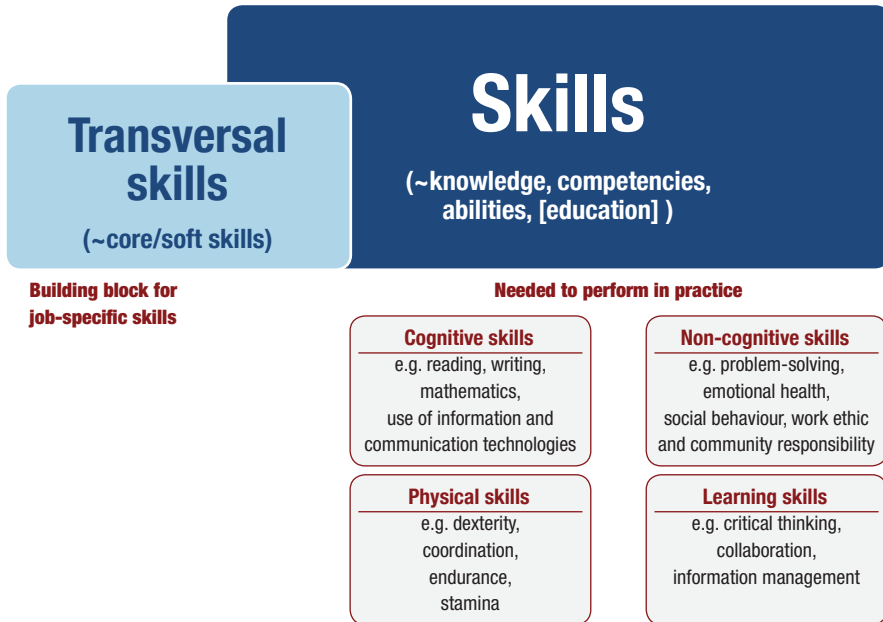 Transversal
skills
(~core/soft skills)
Skills
(~knowledge, competencies,
abilities, [education] )
Building block for
job-specific skills
Needed to perform in practice
Cognitive skills
e.g. reading, writing,
mathematics,
use of information and
communication technologies
Non-cognitive skills
e.g. problem-solving,
emotional health,
social behaviour, work ethic
and community responsibility
Physical skills
e.g. dexterity,
coordination,
endurance,
stamina
Learning skills
e.g. critical thinking,
collaboration,
information management